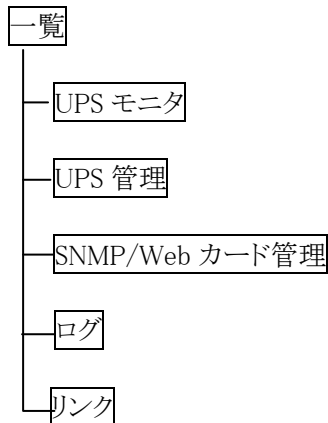 一覧
UPS モニタ
UPS 管理
SNMP/Web カード管理
ログ
リンク